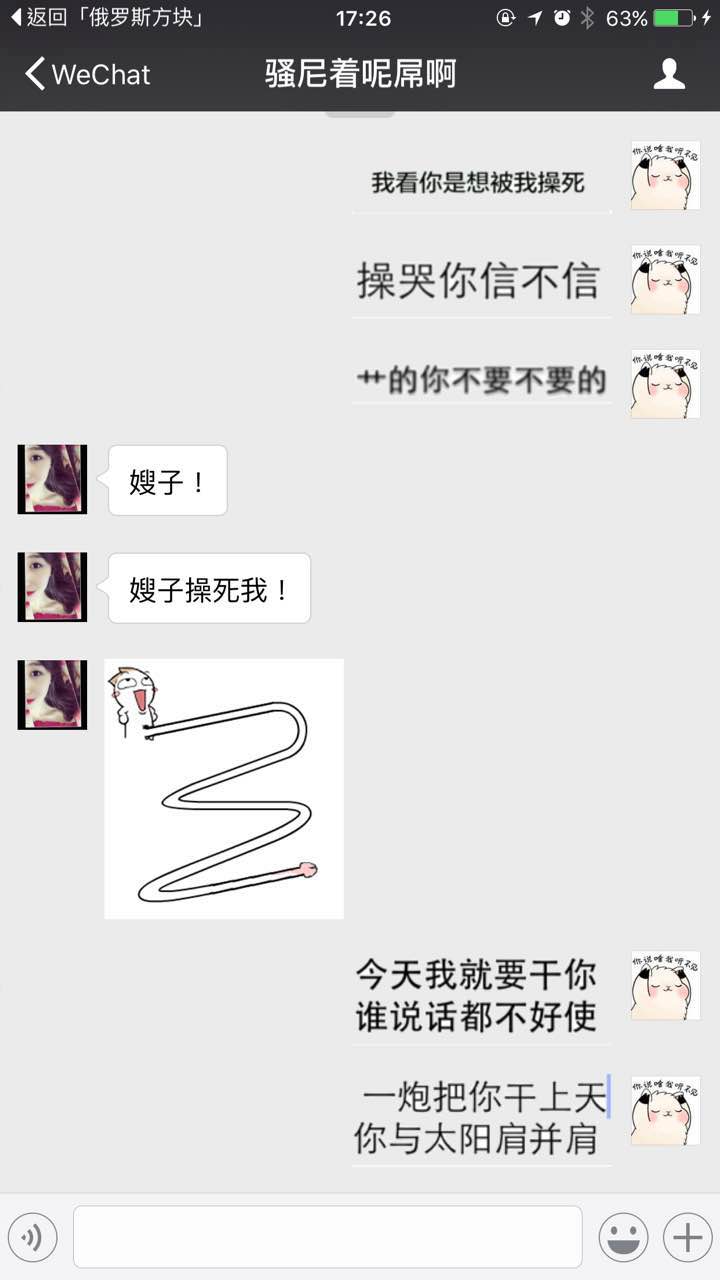 返回「俄罗斯方块」
17:26
63%
WeChat
骚尼着呢屌啊
你说啥我听不见
我看你是想被我操死
你说啥我听不见
操哭你信不信
你说啥我听不见
艹的你不要不要的
嫂子！
嫂子操死我！
你说啥我听不见
今天我就要干你
谁说话都不好使
你说啥我听不见
一炮把你干上天
你与太阳肩并肩